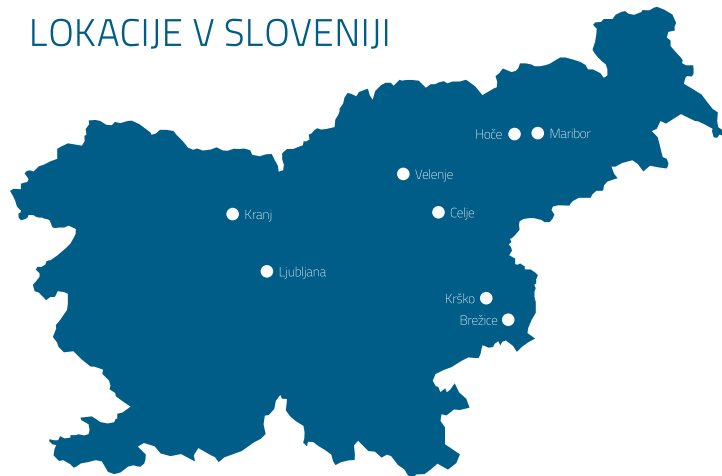 LOKACIJE V SLOVENIJI
Hoče
Maribor
Velenje
Kranj
Celje
Ljubljana
Krško
Brežice